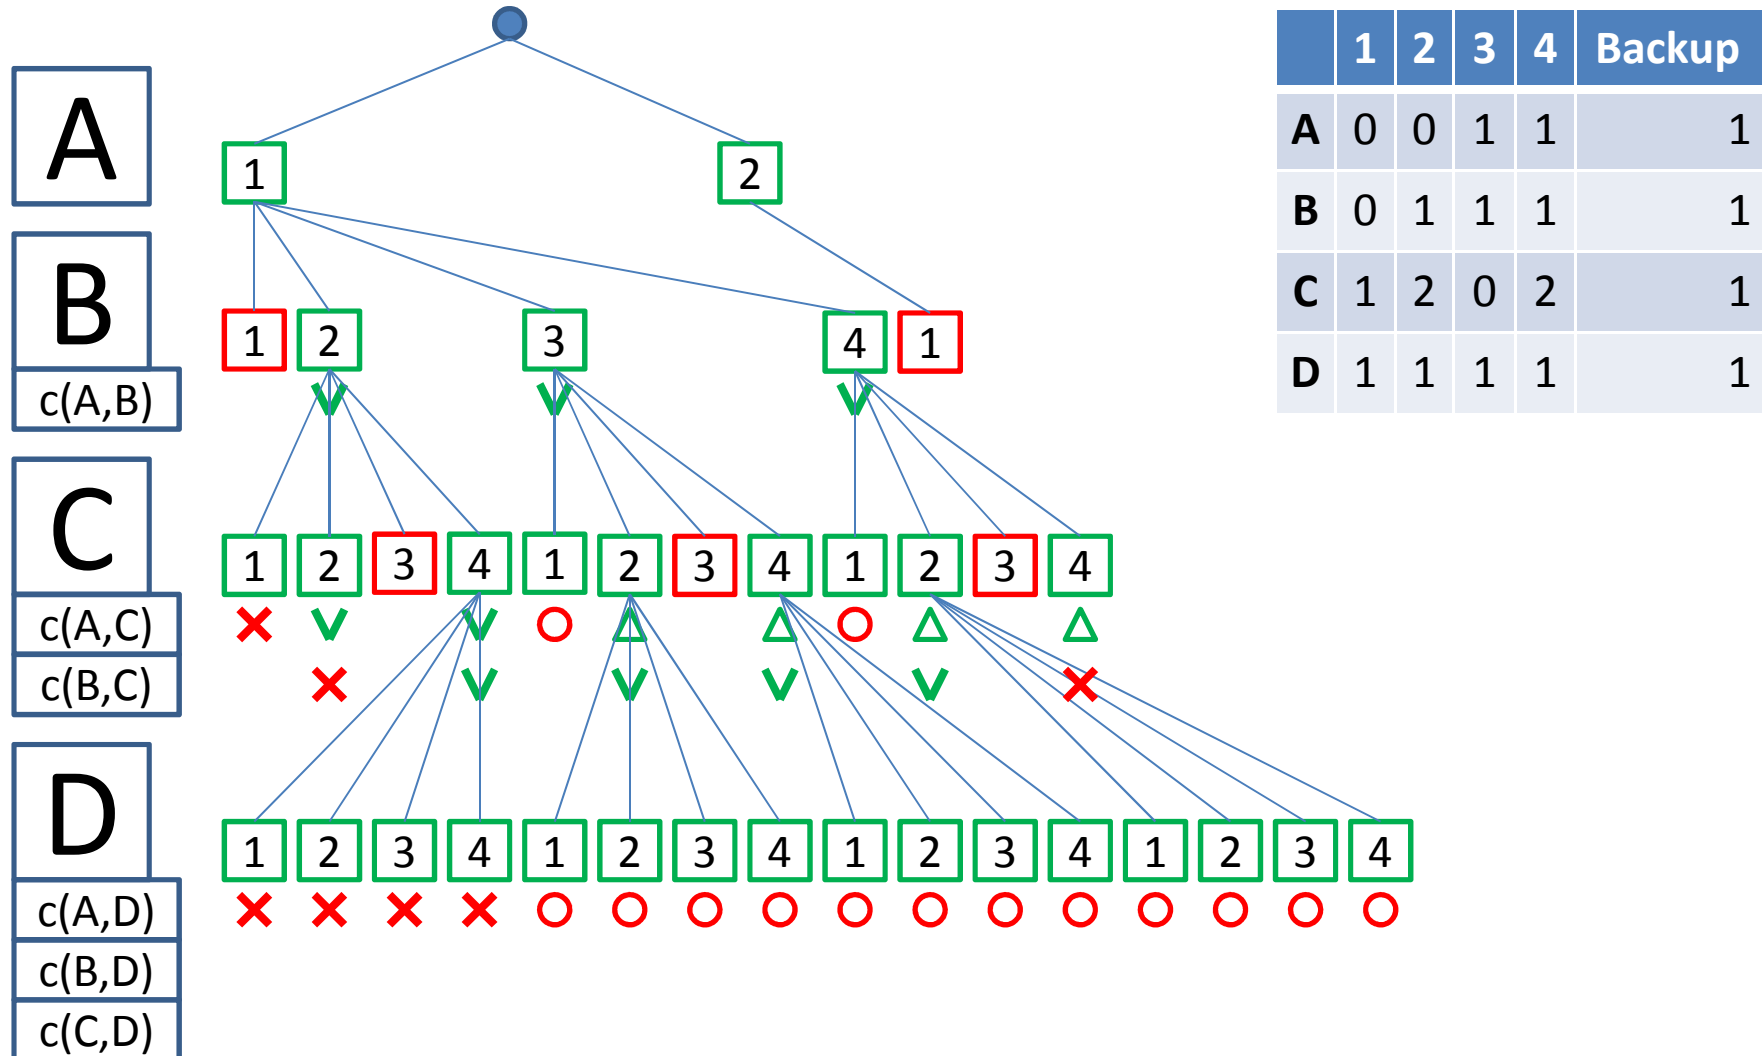 1 2 3 4 Backup
A 0 0 1 1 1
B 0 1 1 1 1
C 1 2 0 2 1
D 1 1 1 1 1
A
1 2
B
1 2 3 4 1
c(A,B)
C
1 2 3 4 1 2 3 4 1 2 3 4
c(A,C)
c(B,C)
D
1 2 3 4 1 2 3 4 1 2 3 4 1 2 3 4
c(A,D)
c(B,D)
c(C,D)